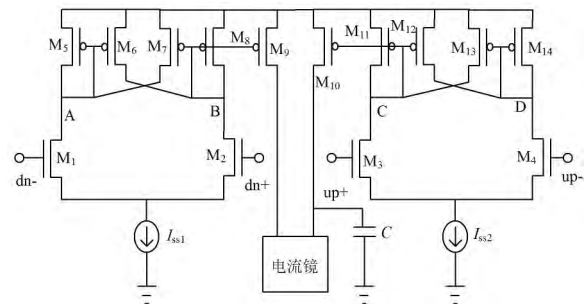 M5
M6
M7
M8
M9
M10
M11
M12
M13
M14
A
B
C
D
M1
M2
M3
M4
dn-
dn+
up+
up-
Iss1
电流镜
C
Iss2